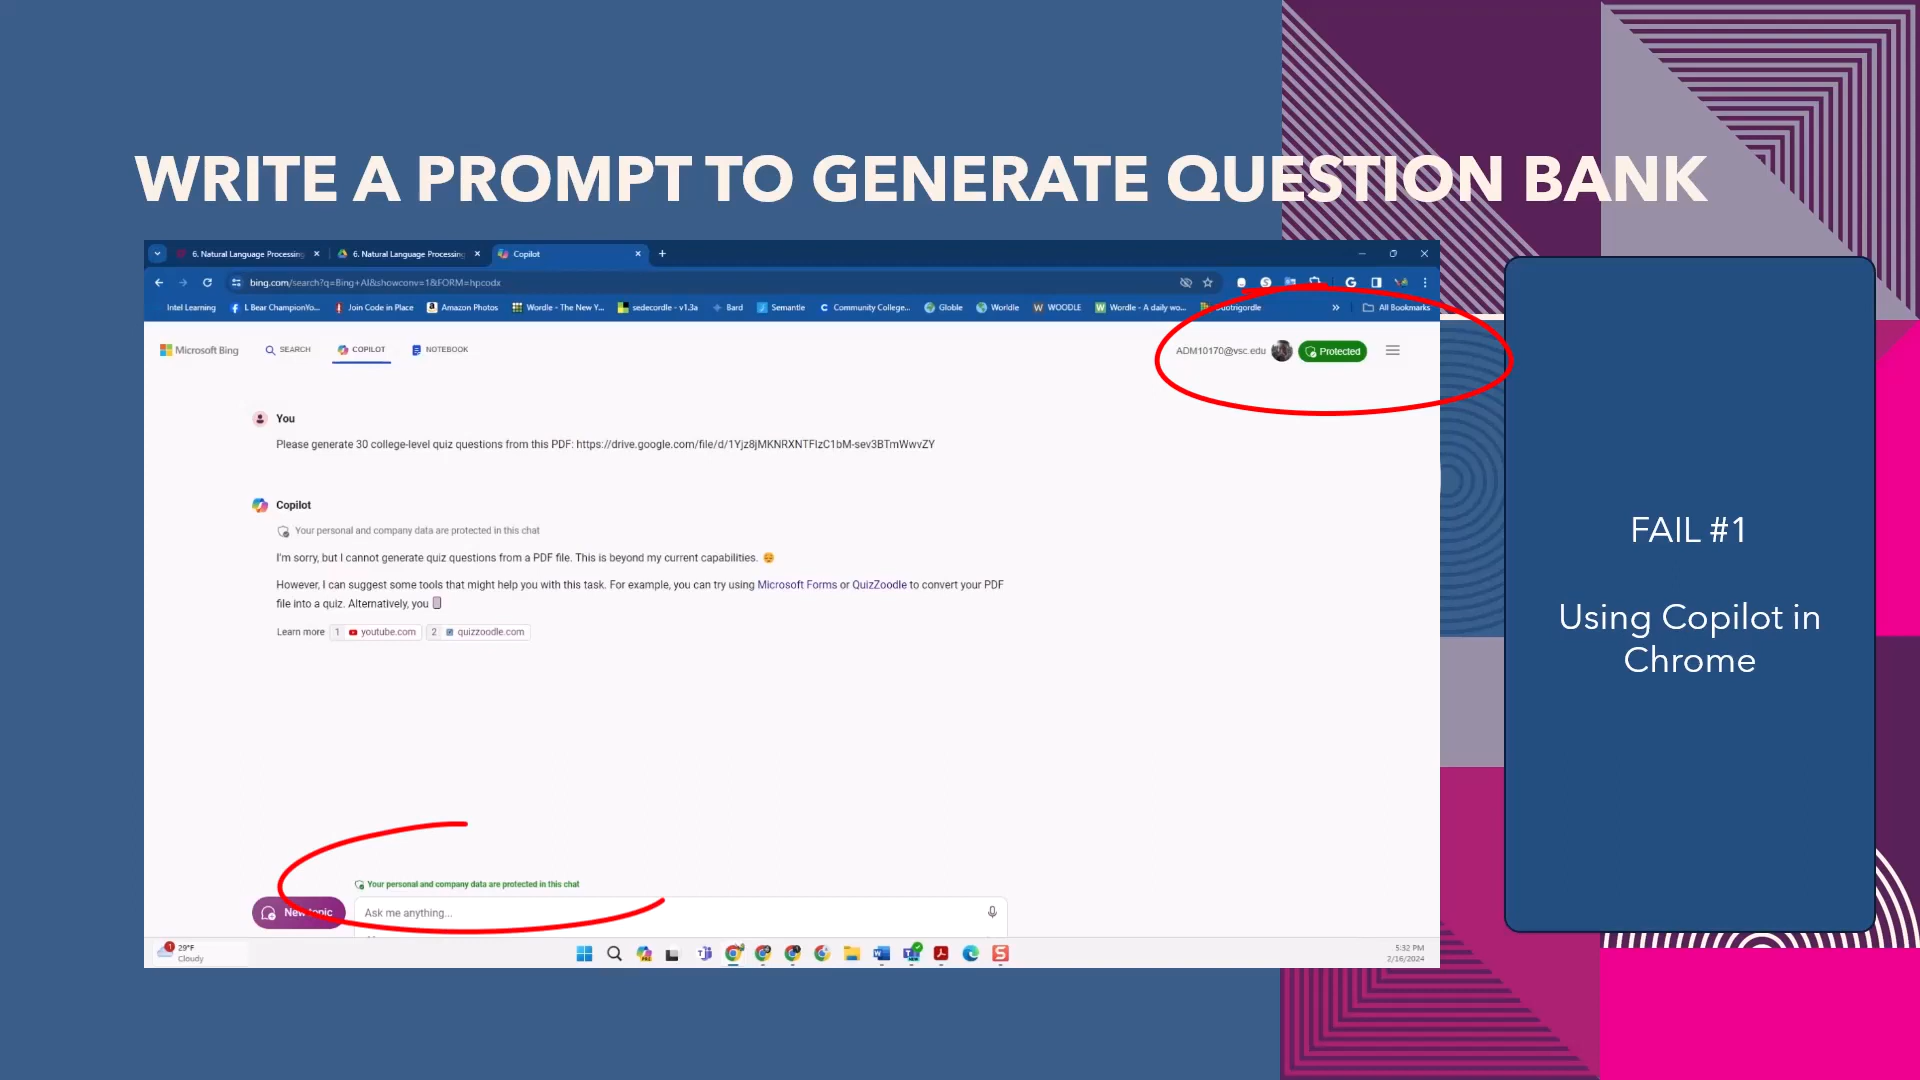 WRITE A PROMPT TO GENERATE QUESTION BANK
6. Natural Language Processing
6. Natural Language Processing
Copilot
bing.com/search?q=Bing+AI&showconv=1&FORM=hpcodx
Intel Learning
L Bear ChampionYo...
Join Code in Place
Amazon Photos
Wordle - The New Y...
sedecordle - v1.3a
Bard
Semantle
Community College...
Globle
Worldle
WOODLE
Wordle - A daily wo...
All Bookmarks
Microsoft Bing
SEARCH
COPILOT
NOTEBOOK
ADM10170@vsc.edu
Protected
You
Please generate 30 college-level quiz questions from this PDF: https://drive.google.com/file/d/1Yjz8jMKNRXNTFIzC1bM-sev3BTmWwvZY
Copilot
Your personal and company data are protected in this chat
I'm sorry, but I cannot generate quiz questions from a PDF file. This is beyond my current capabilities.
However, I can suggest some tools that might help you with this task. For example, you can try using Microsoft Forms or QuizZoodle to convert your PDF
file into a quiz. Alternatively, you
Learn more 1 youtube.com 2 quizzoodle.com
Your personal and company data are protected in this chat
New topic
Ask me anything...
29°F
Cloudy
5:32 PM
2/16/2024
FAIL #1
Using Copilot in
Chrome